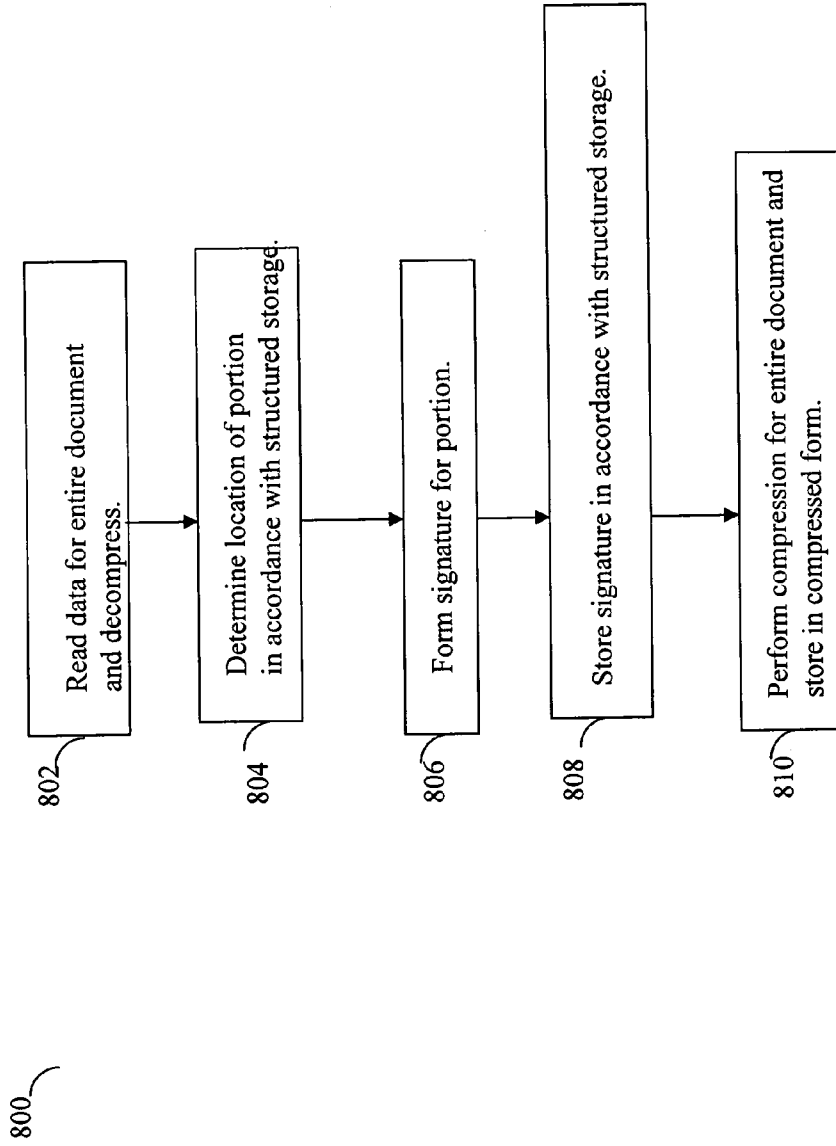 800
802
Read data for entire document
and decompress.
804
Determine location of portion
in accordance with structured storage.
806
Form signature for portion.
808
Store signature in accordance with structured storage.
810
Perform compression for entire document and
store in compressed form.